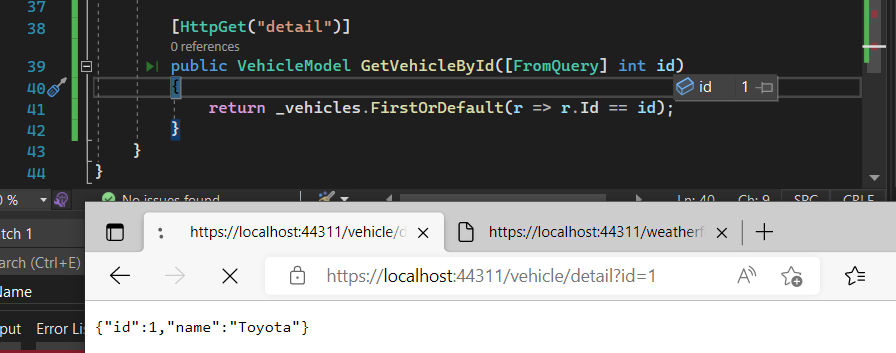 37
38 [HttpGet("detail")]
0 references
39 public VehicleModel GetVehicleById([FromQuery] int id)
40 { id 1
41 return _vehicles.FirstOrDefault(r => r.Id == id);
42 }
43 }
44 }
0 % No issues found Ln: 40 Ch: 9 SPC CRLF
tch 1
https://localhost:44311/vehicle/d
https://localhost:44311/weatherf
arch (Ctrl+E)
https://localhost:44311/vehicle/detail?id=1
Name
{"id":1,"name":"Toyota"}
put Error Lis